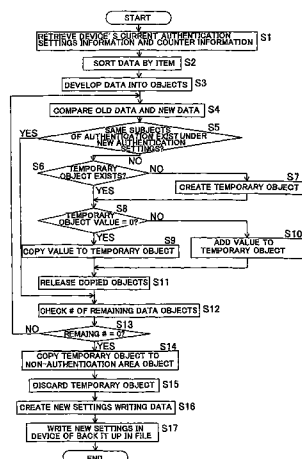 START
RETRIEVE DEVICE'S CURRENT AUTHENTICATION
SETTINGS INFORMATION AND COUNTER INFORMATION
S1
SORT DATA BY ITEM
S2
DEVELOP DATA INTO OBJECTS
S3
COMPARE OLD DATA AND NEW DATA
S4
YES
SAME SUBJECTS
OF AUTHENTICATION EXIST UNDER
NEW AUTHENTICATION
SETTINGS?
S5
NO
S6
TEMPORARY
OBJECT EXISTS?
NO
S7
CREATE TEMPORARY OBJECT
YES
S8
TEMPORARY
OBJECT VALUE = 0?
NO
YES
S9
COPY VALUE TO TEMPORARY OBJECT
S10
ADD VALUE TO
TEMPORARY OBJECT
RELEASE COPIED OBJECTS
S11
CHECK # OF REMAINING DATA OBJECTS
S12
NO
S13
REMAING # = 0?
YES
S14
COPY TEMPORARY OBJECT TO
NON-AUTHENTICATION AREA OBJECT
DISCARD TEMPORARY OBJECT
S15
CREATE NEW SETTINGS WRITING DATA
S16
WRITE NEW SETTINGS IN
DEVICE OF BACK IT UP IN FILE
S17
END